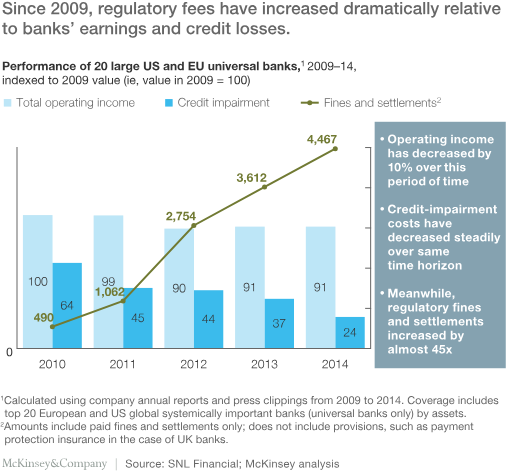 Since 2009, regulatory fees have increased dramatically relative
to banks’ earnings and credit losses.
Performance of 20 large US and EU universal banks,¹ 2009–14,
indexed to 2009 value (ie, value in 2009 = 100)
Total operating income Credit impairment Fines and settlements²
4,467
3,612
2,754
1,062
490
100 99 90 91 91
64 45 44 37 24
0
2010 2011 2012 2013 2014
• Operating income
has decreased by
10% over this
period of time
• Credit-impairment
costs have
decreased steadily
over same
time horizon
• Meanwhile,
regulatory fines
and settlements
increased by
almost 45x
¹Calculated using company annual reports and press clippings from 2009 to 2014. Coverage includes
top 20 European and US global systemically important banks (universal banks only) by assets.
²Amounts include paid fines and settlements only; does not include provisions, such as payment
protection insurance in the case of UK banks.
McKinsey&Company | Source: SNL Financial; McKinsey analysis